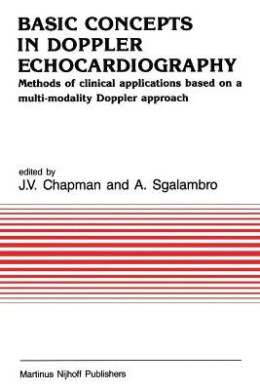 BASIC CONCEPTS
IN DOPPLER
ECHOCARDIOGRAPHY
Methods of clinical applications based on a
multi-modality Doppler approach
edited by
J.V. Chapman and A. Sgalambro
Martinus Nijhoff Publishers